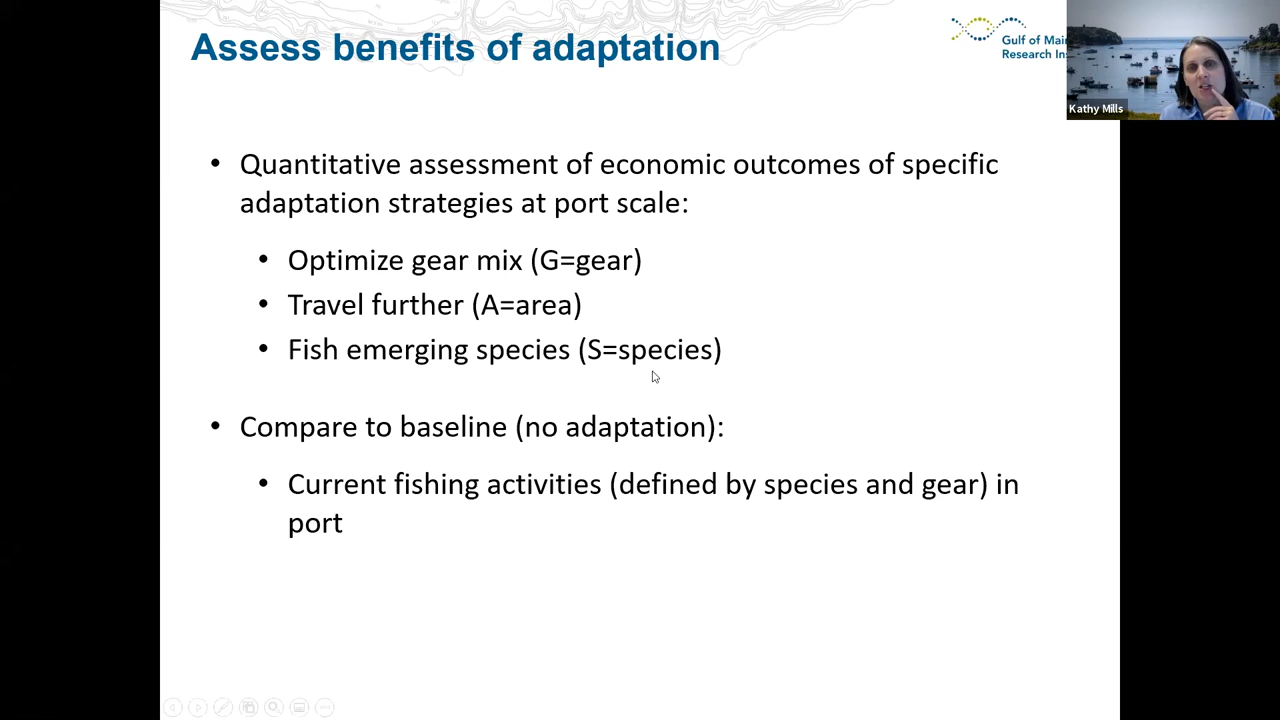 Assess benefits of adaptation
Gulf of Mai
Research Ins
Kathy Mills
• Quantitative assessment of economic outcomes of specific
adaptation strategies at port scale:
• Optimize gear mix (G=gear)
• Travel further (A=area)
• Fish emerging species (S=species)
• Compare to baseline (no adaptation):
• Current fishing activities (defined by species and gear) in
port